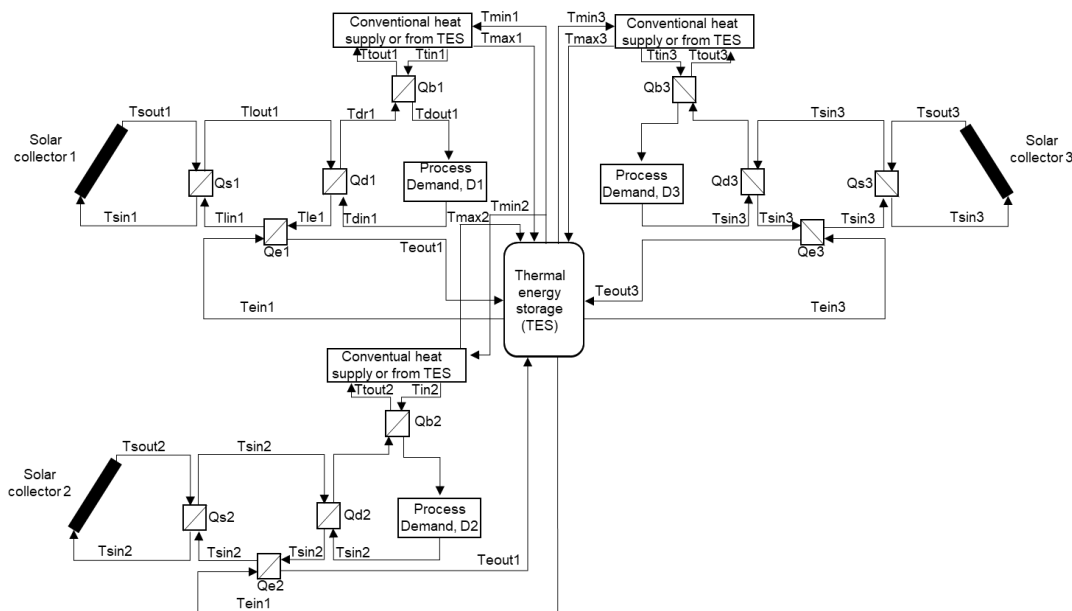 Conventional heat
supply or from TES
Tmin1
Tmax1
Ttout1
Ttin1
Qb1
Tsout1
Tlout1
Tdr1
Tdout1
Solar
collector 1
Qs1
Qd1
Process
Demand, D1
Tsin1
Tlin1
Tle1
Tdin1
Qe1
Teout1
Tein1
Tmin3
Tmax3
Conventional heat
supply or from TES
Ttin3
Ttout3
Qb3
Tsin3
Tsout3
Solar
collector 3
Process
Demand, D3
Qd3
Qs3
Tsin3
Tsin3
Tsin3
Tsin3
Qe3
Teout3
Tein3
Tmin2
Tmax2
Thermal
energy
storage
(TES)
Conventual heat
supply or from TES
Ttout2
Tin2
Qb2
Tsout2
Tsin2
Solar
collector 2
Qs2
Qd2
Process
Demand, D2
Tsin2
Tsin2
Tsin2
Tsin2
Qe2
Teout1
Tein1